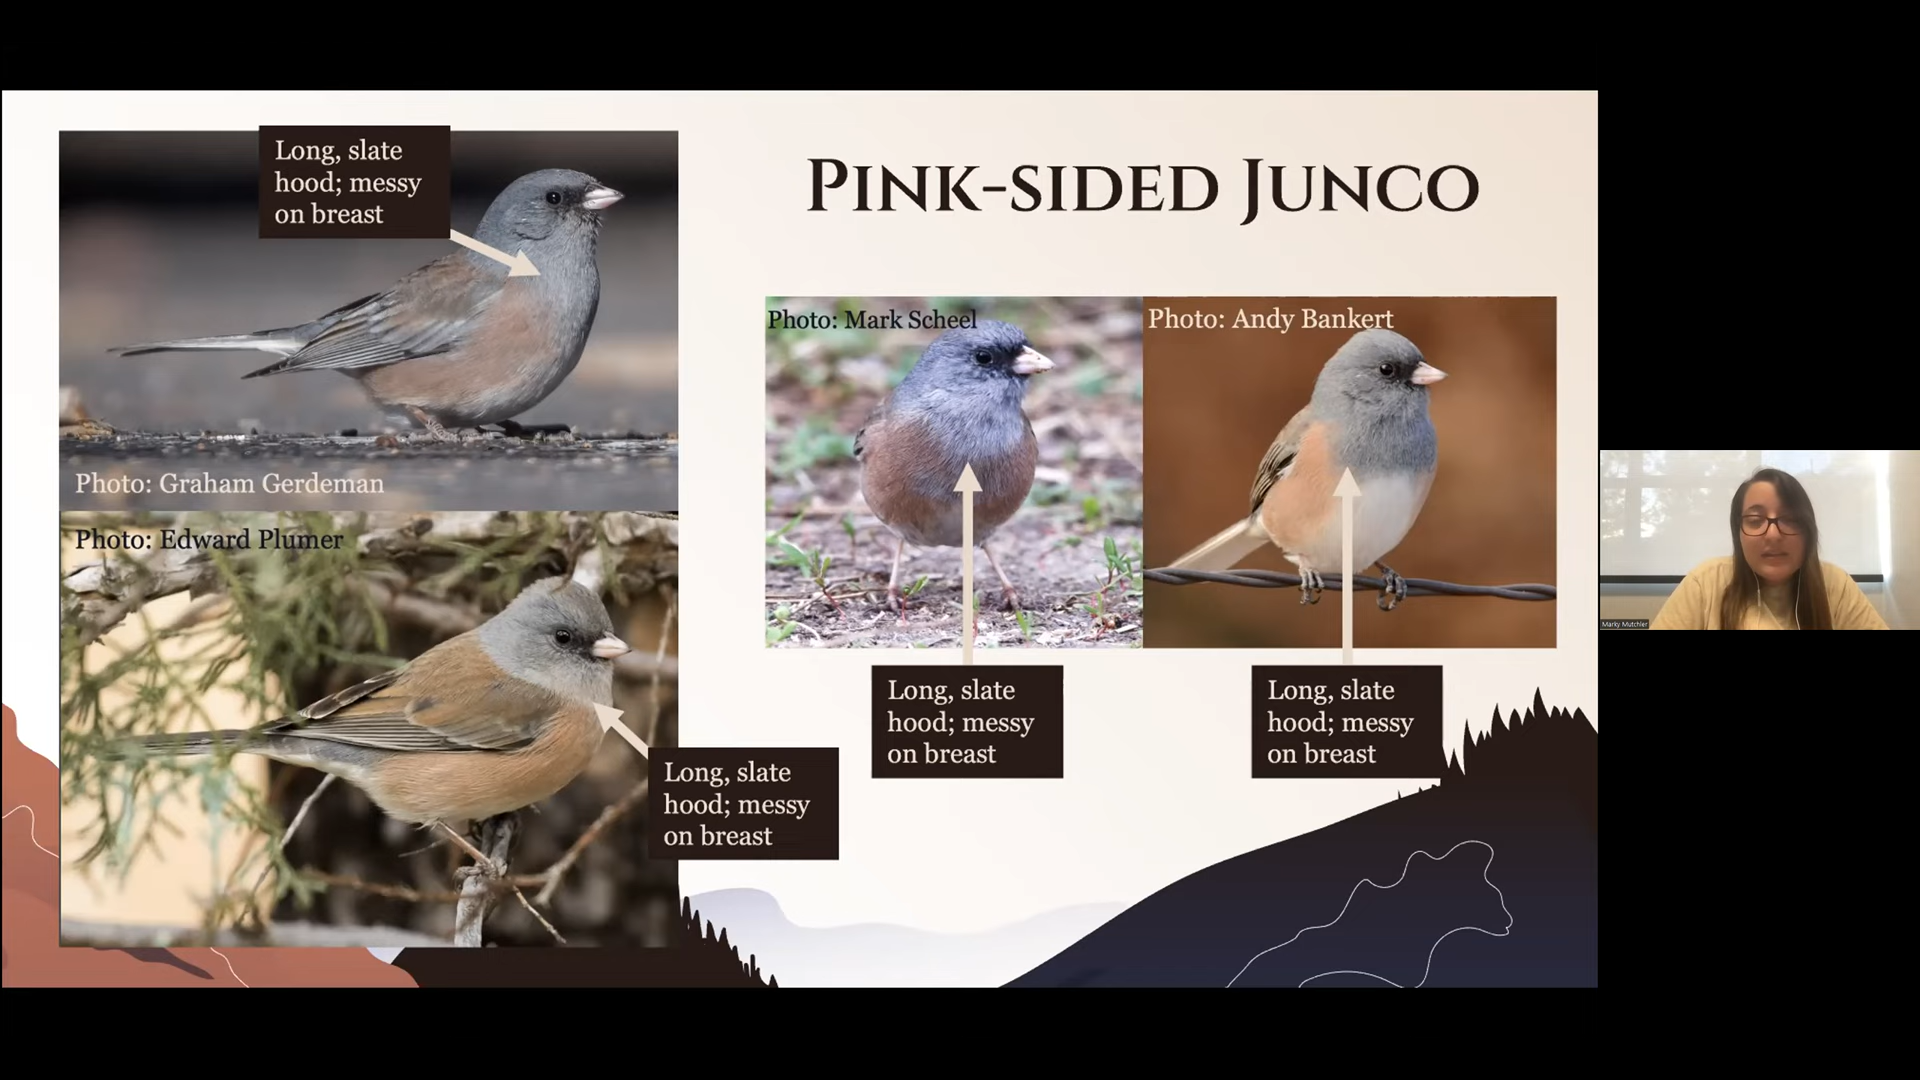 Long, slate
hood; messy
on breast
PINK-SIDED JUNCO
Photo: Graham Gerdeman
Photo: Mark Scheel
Photo: Andy Bankert
Photo: Edward Plumer
Long, slate
hood; messy
on breast
Long, slate
hood; messy
on breast
Long, slate
hood; messy
on breast
Marky Mutchler